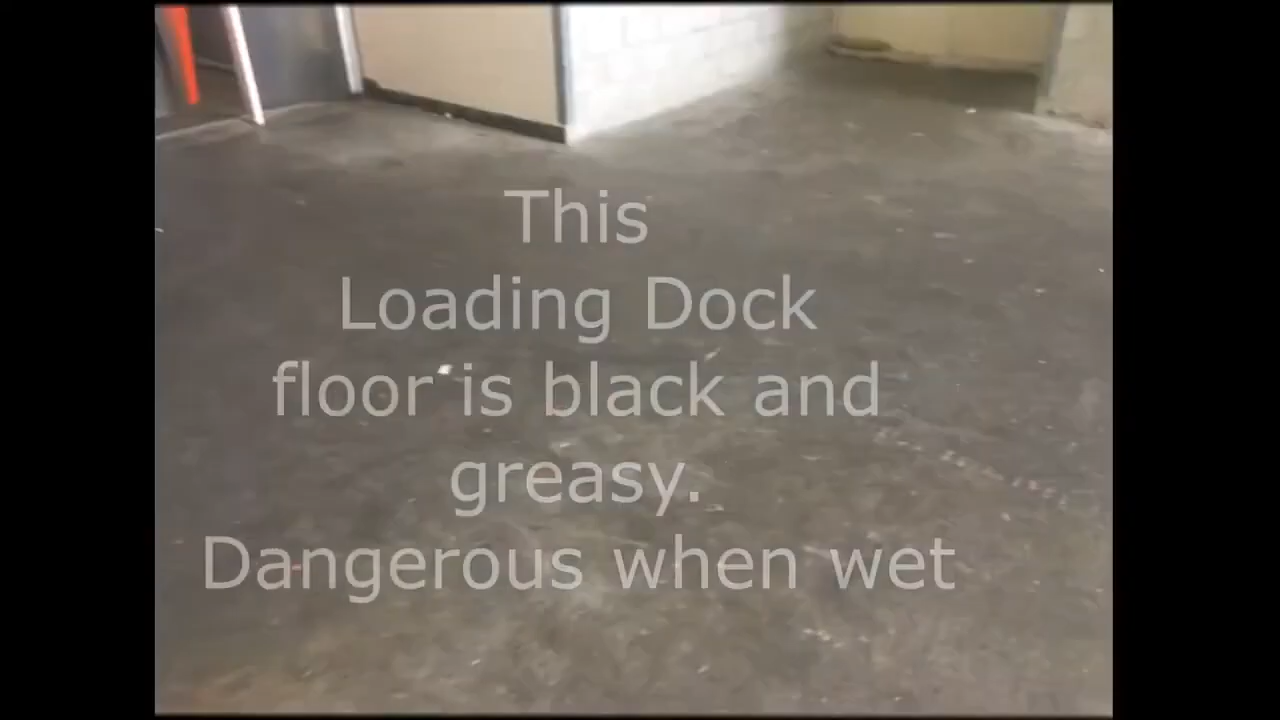 This
Loading Dock
floor is black and
greasy.
Dangerous when wet